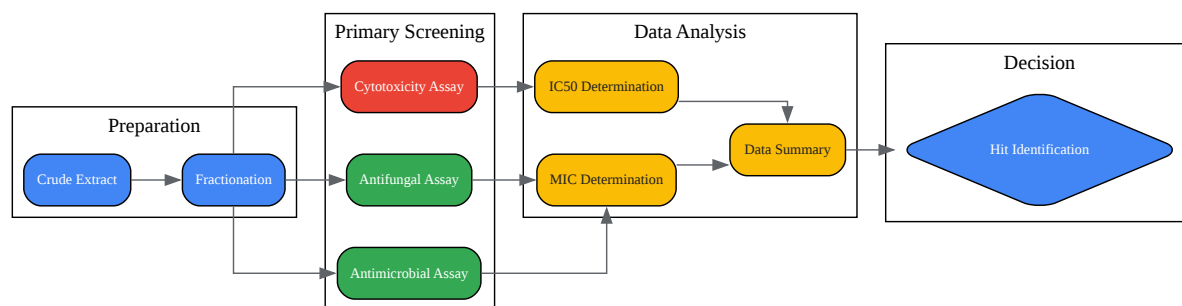 Preparation
Crude Extract
Fractionation
Primary Screening
Cytotoxicity Assay
Antifungal Assay
Antimicrobial Assay
Data Analysis
IC50 Determination
MIC Determination
Data Summary
Decision
Hit Identification